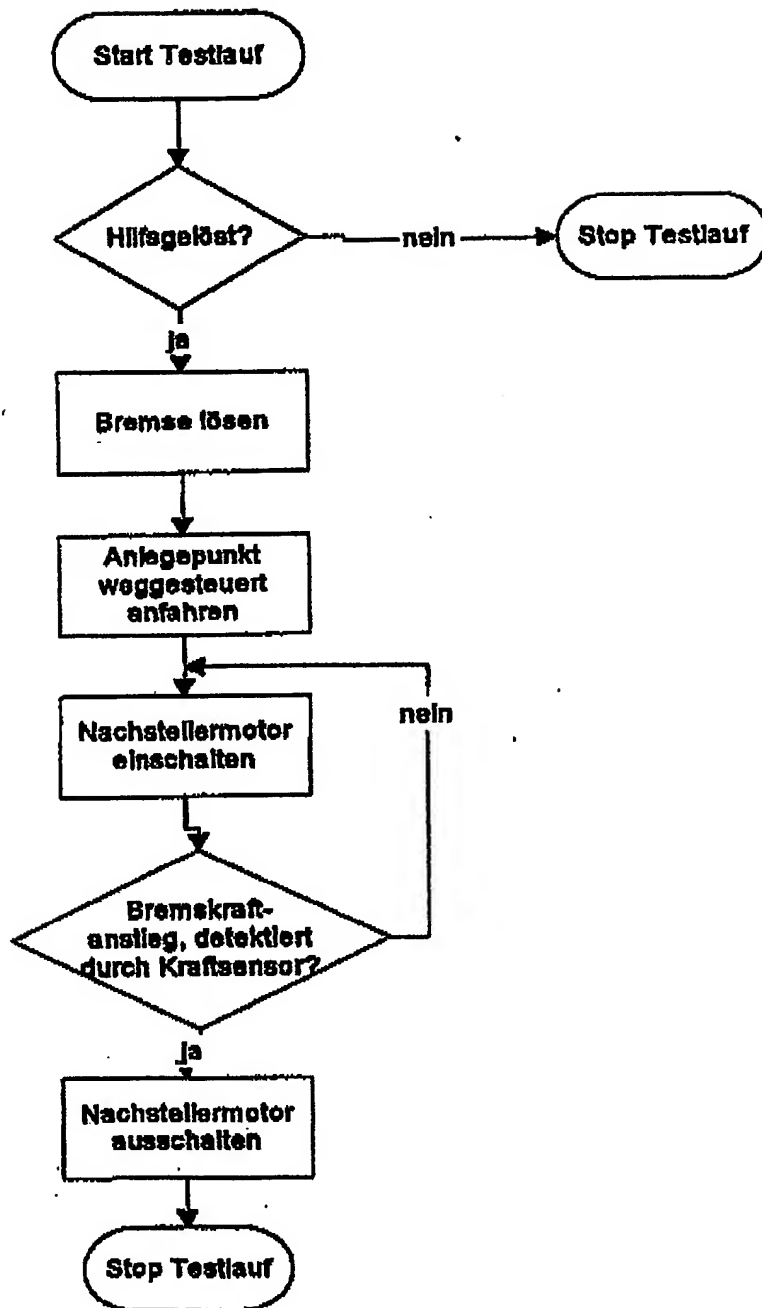 Start Testlauf
Hilfsgelöst?
nein
Stop Testlauf
ja
Bremse lösen
Anlegepunkt
weggesteuert
anfahren
nein
Nachstellermotor
einschalten
Bremskraft-
anstieg, detektiert
durch Kraftsensor?
ja
Nachstellermotor
ausschalten
Stop Testlauf